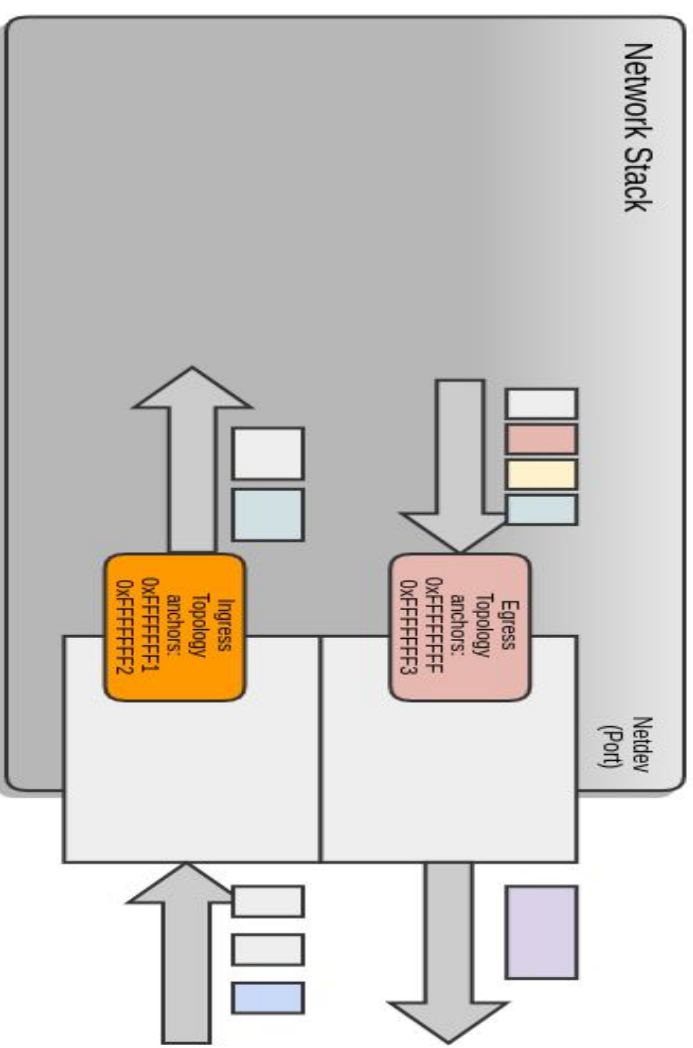 Network Stack
Netdev
(Port)
Egress
Topology
anchors:
0XFFFFFFFF
0XFFFFFFF3
Ingress
Topology
anchors:
0XFFFFFFF1
0XFFFFFFF2